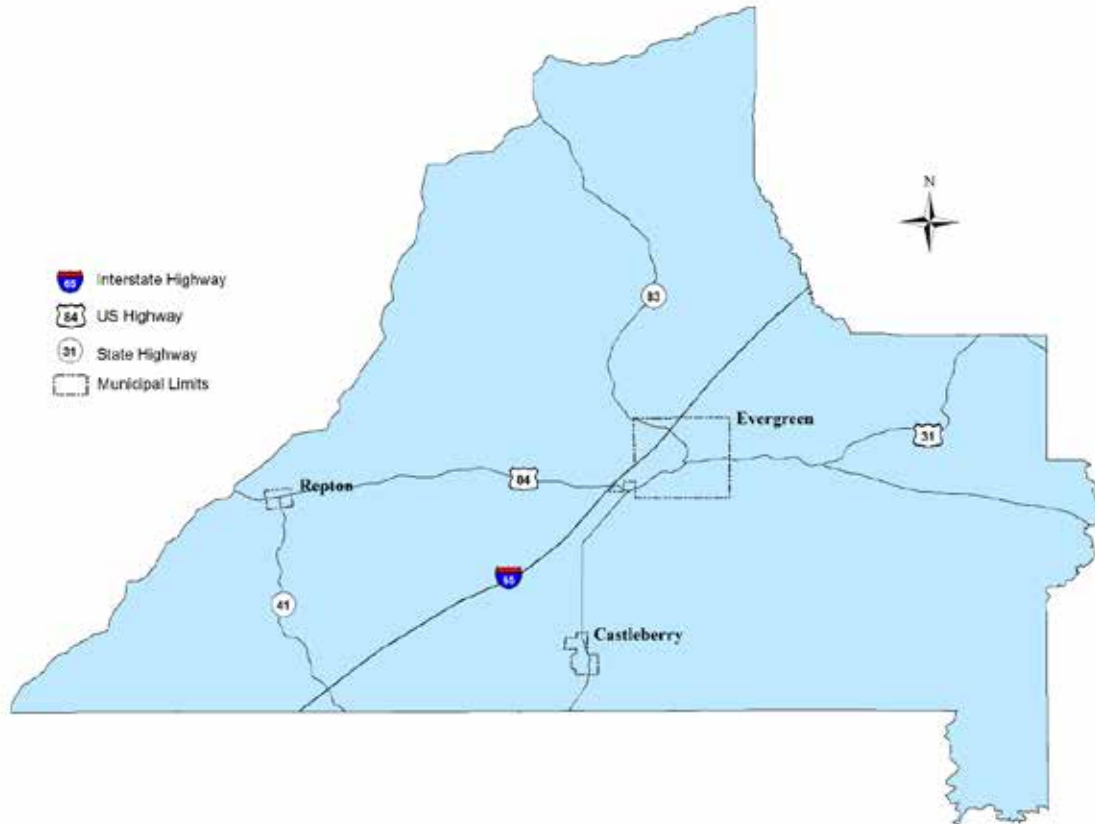 N
65 Interstate Highway
84 US Highway
31 State Highway
Municipal Limits
83
Evergreen
31
Repton
84
65
41
Castleberry